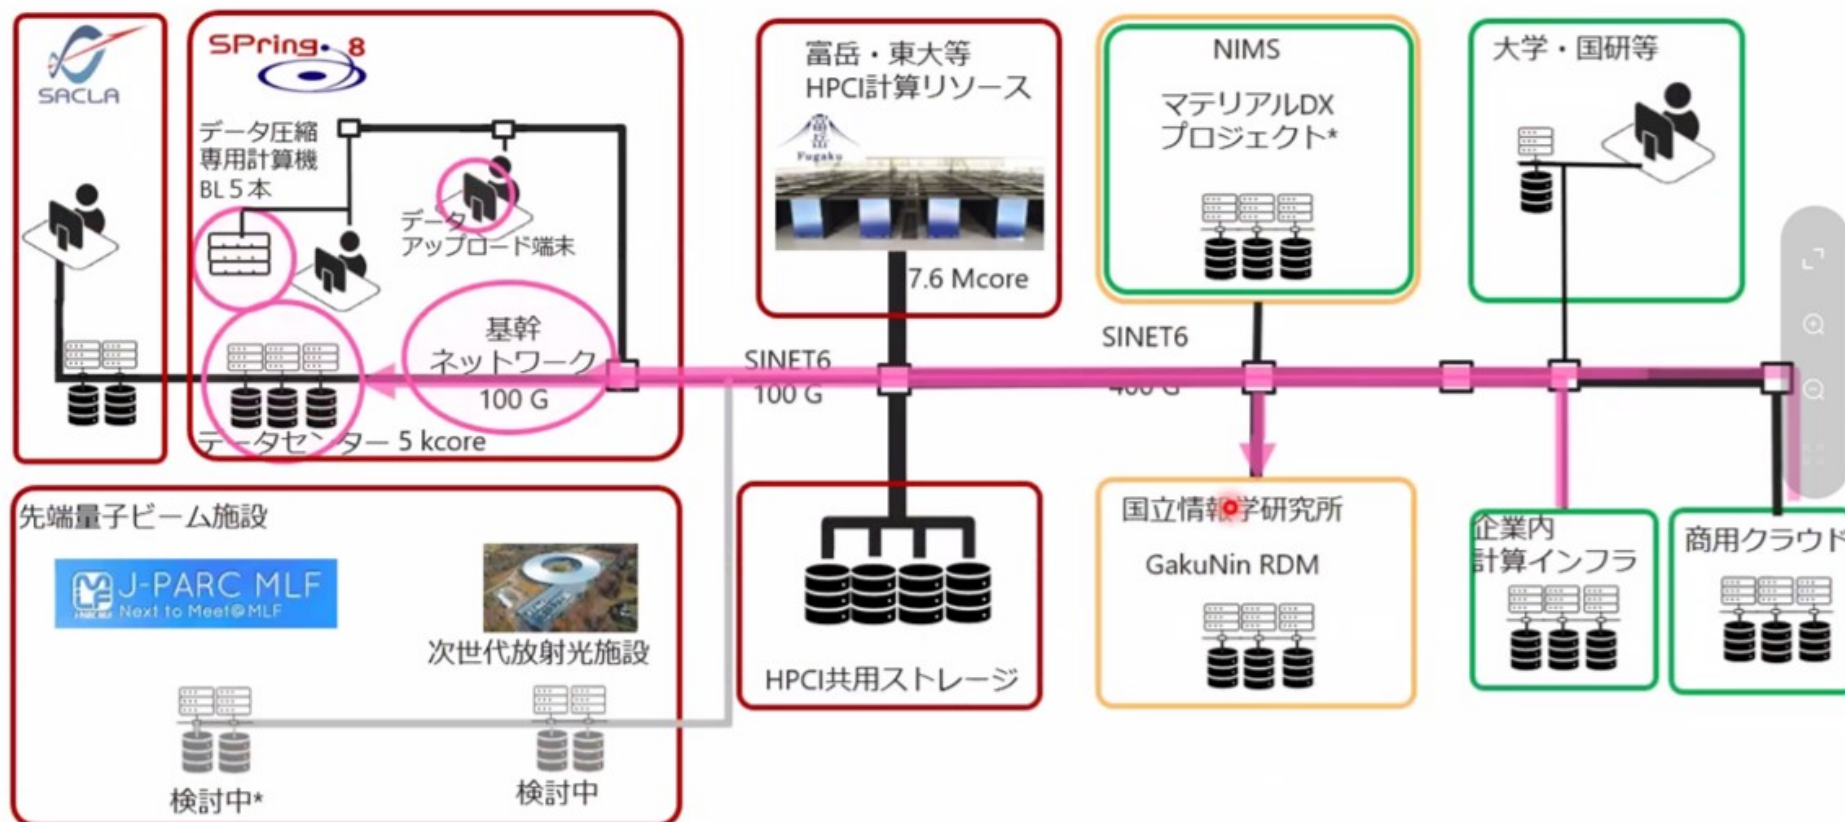 SACLA
SPring-8
データ圧縮
専用計算機
BL 5 本
データ
アップロード端末
基幹
ネットワーク
100 G
データセンター 5 kcore
富岳・東大等
HPCI計算リソース
富岳
Fugaku
7.6 Mcore
SINET6
100 G
NIMS
マテリアルDX
プロジェクト*
SINET6
400 G
大学・国研等
先端量子ビーム施設
J-PARC MLF
J-PARC MLF
Next to Meet@MLF
次世代放射光施設
検討中*
検討中
HPCI共用ストレージ
国立情報学研究所
GakuNin RDM
企業内
計算インフラ
商用クラウド